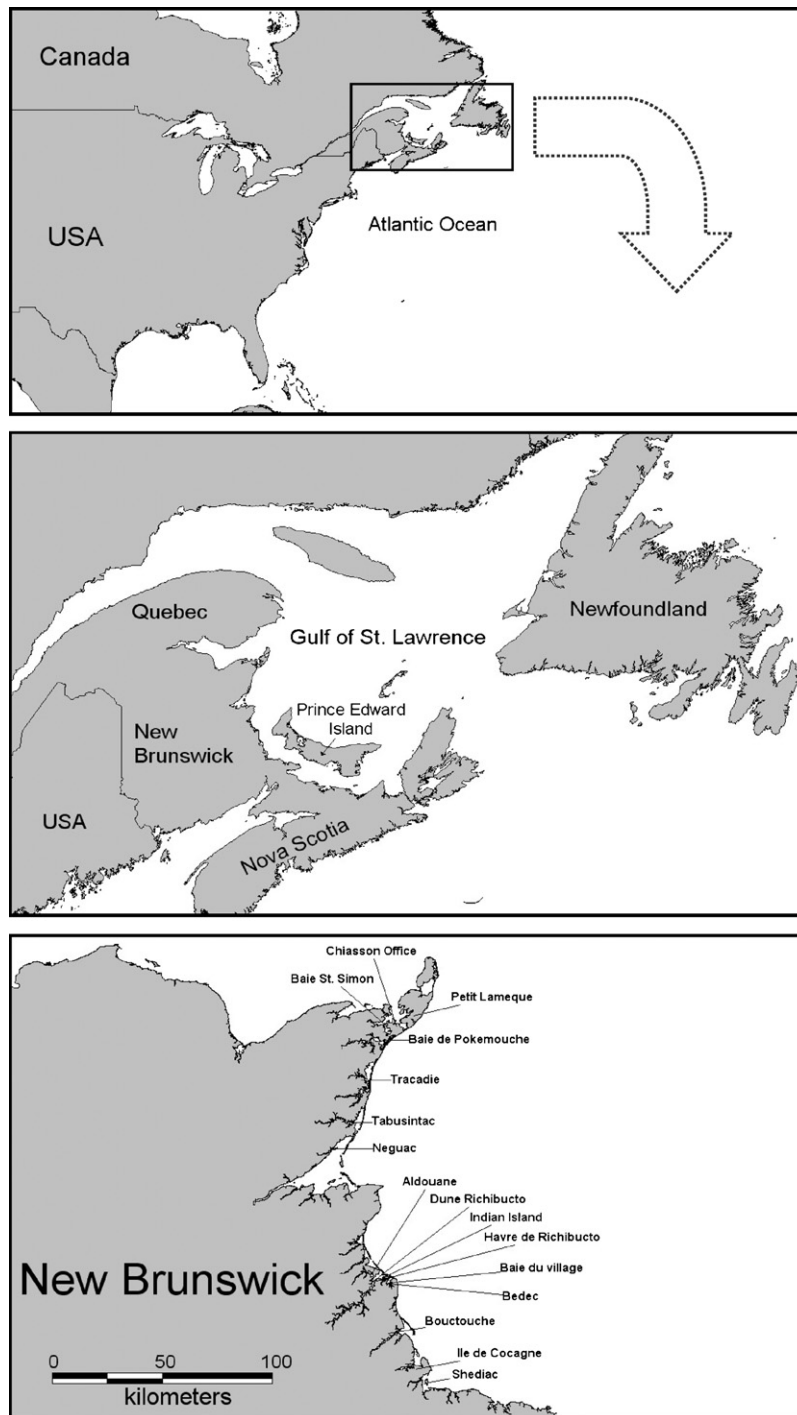 Canada
USA
Atlantic Ocean
Quebec
Newfoundland
Gulf of St. Lawrence
Prince Edward
Island
New
Brunswick
USA
Nova Scotia
Chiasson Office
Baie St. Simon
Petit Lameque
Baie de Pokemouche
Tracadie
Tabusintac
Neguac
Aldouane
Dune Richibucto
Indian Island
Havre de Richibucto
Baie du village
Bedec
New Brunswick
Bouctouche
Ile de Cocagne
Shediac
0 50 100
kilometers